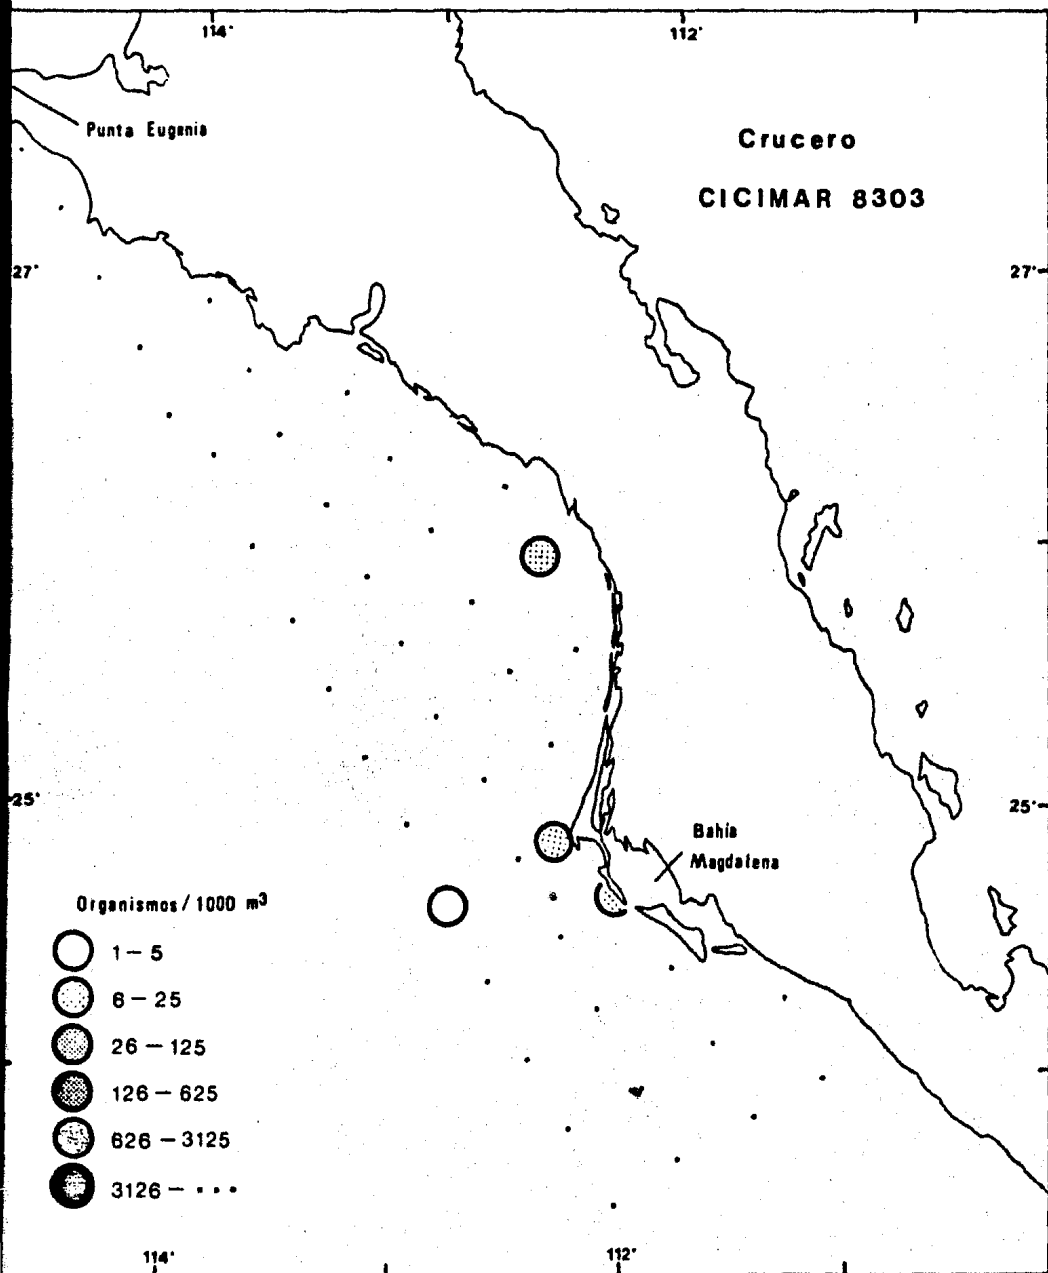 114°
112°
Punta Eugenia
Crucero
CICIMAR 8303
27°
27°
25°
25°
Bahía
Magdalena
Organismos / 1000 m³
1 – 5
6 – 25
26 – 125
126 – 625
626 – 3125
3126 – • • •
114°
112°